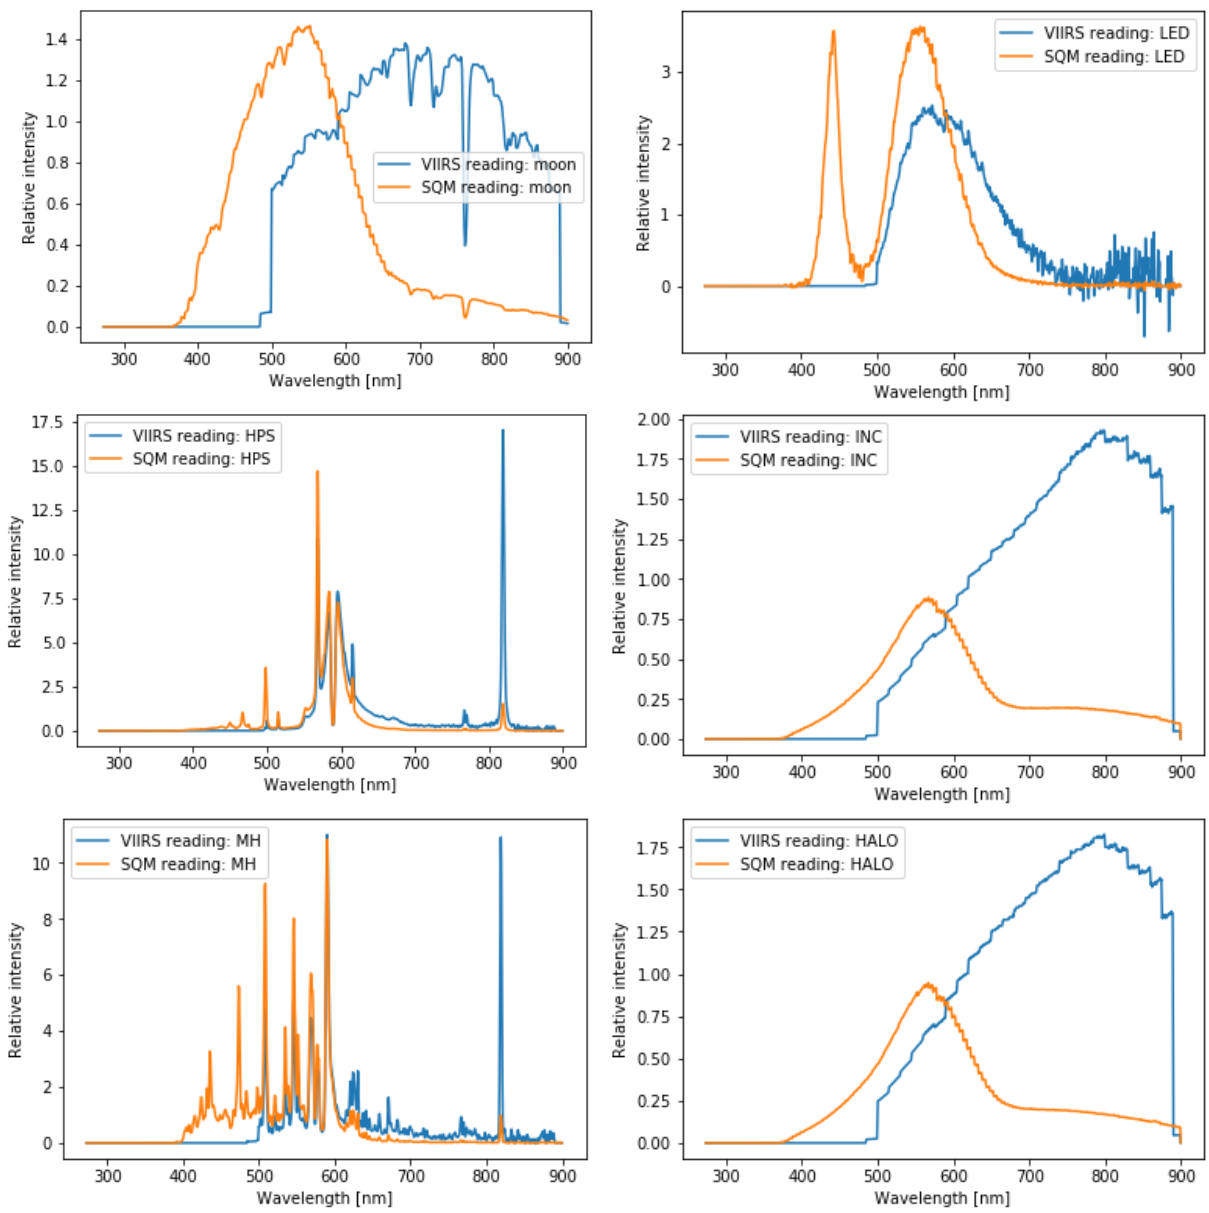 1.4
1.2
1.0
0.8
0.6
0.4
0.2
0.0
Relative intensity
VIIRS reading: moon
SQM reading: moon
300 400 500 600 700 800 900
Wavelength [nm]
3
2
1
0
Relative intensity
VIIRS reading: LED
SQM reading: LED
300 400 500 600 700 800 900
Wavelength [nm]
17.5
15.0
12.5
10.0
7.5
5.0
2.5
0.0
Relative intensity
VIIRS reading: HPS
SQM reading: HPS
300 400 500 600 700 800 900
Wavelength [nm]
2.00
1.75
1.50
1.25
1.00
0.75
0.50
0.25
0.00
Relative intensity
VIIRS reading: INC
SQM reading: INC
300 400 500 600 700 800 900
Wavelength [nm]
10
8
6
4
2
0
Relative intensity
VIIRS reading: MH
SQM reading: MH
300 400 500 600 700 800 900
Wavelength [nm]
1.75
1.50
1.25
1.00
0.75
0.50
0.25
0.00
Relative intensity
VIIRS reading: HALO
SQM reading: HALO
300 400 500 600 700 800 900
Wavelength [nm]